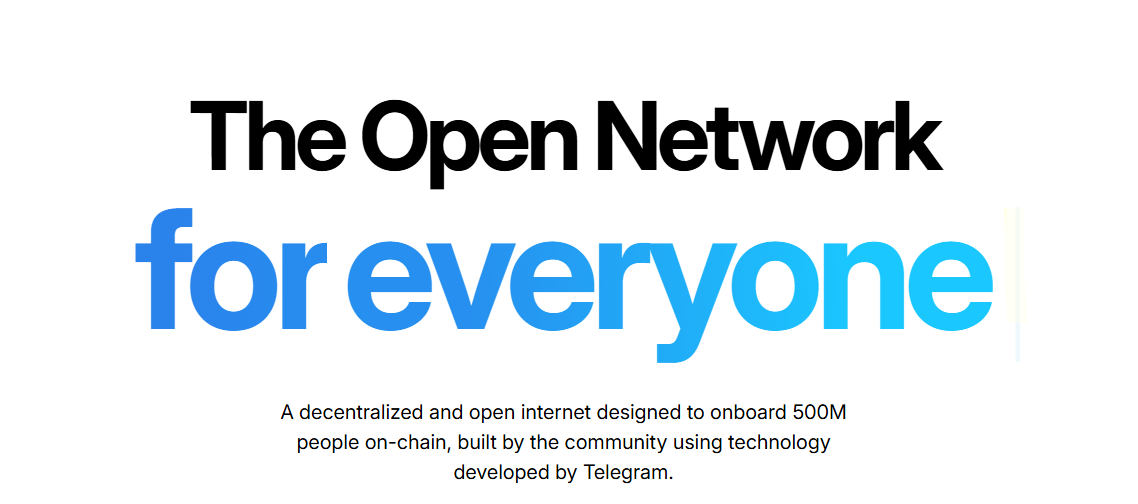 The Open Network
for everyone
A decentralized and open internet designed to onboard 500M
people on-chain, built by the community using technology
developed by Telegram.